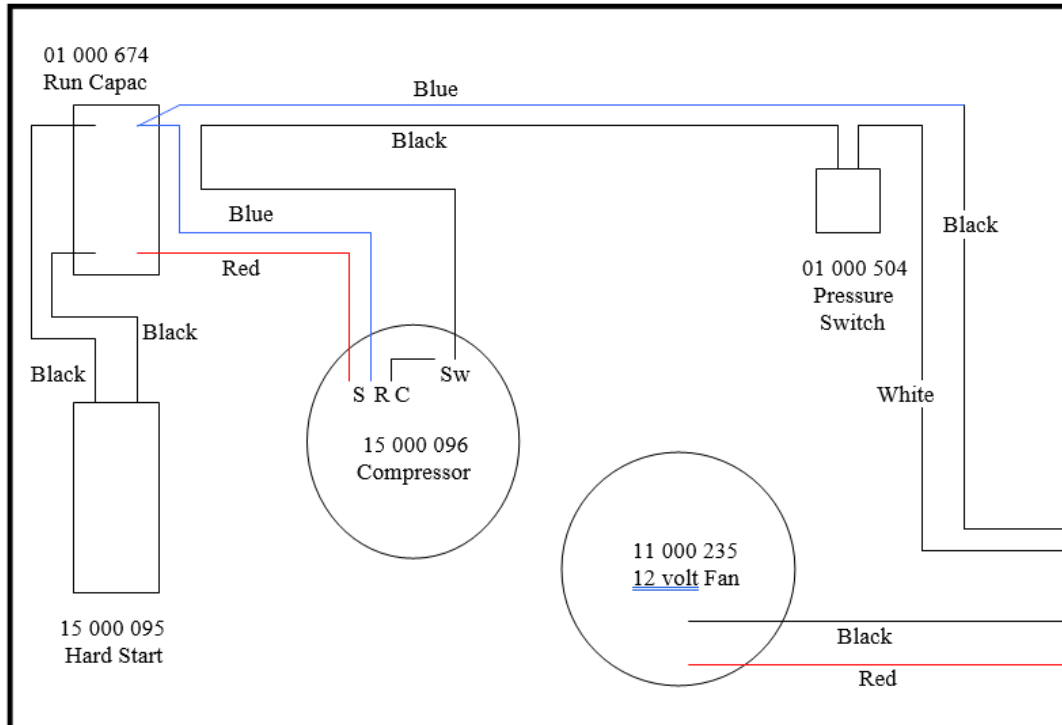 01 000 674
Run Capac
Blue
Black
Blue
Black
Red
01 000 504
Pressure
Switch
Black
Black
Sw
S R C
White
15 000 096
Compressor
11 000 235
12 volt Fan
15 000 095
Hard Start
Black
Red